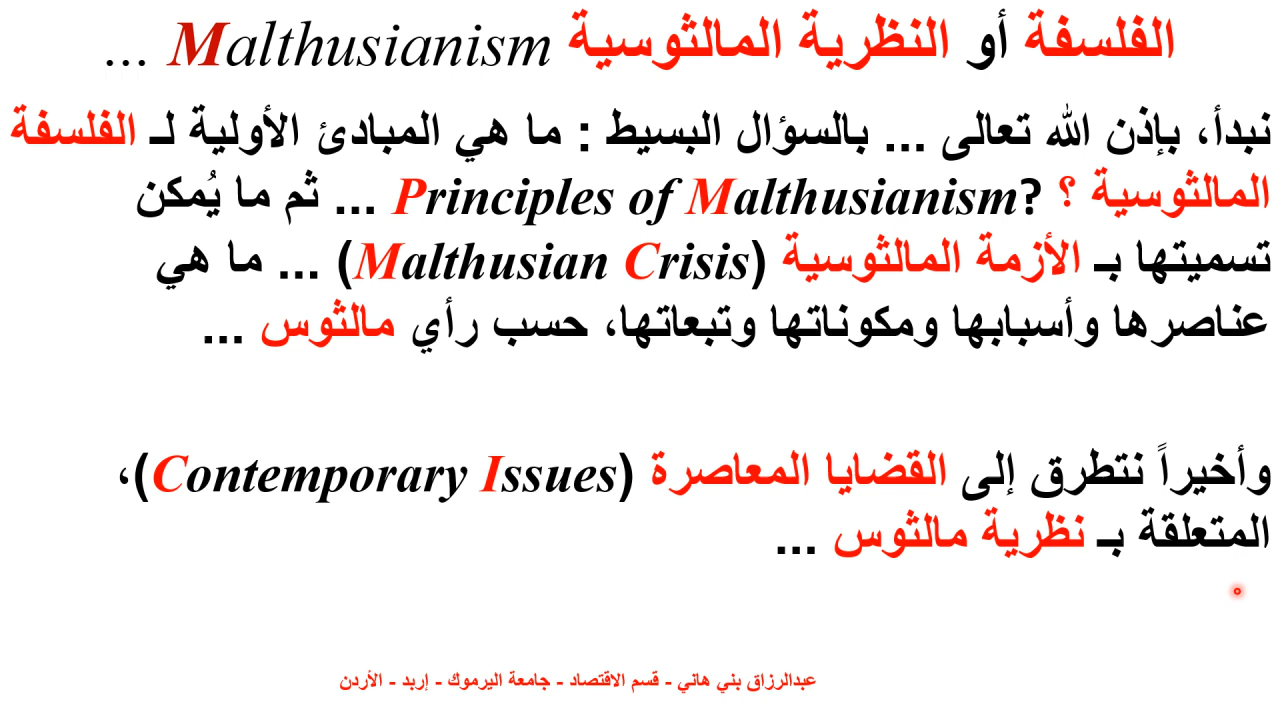 الفلسفة أو النظرية المالثوسية Malthusianism ...
نبدأ، بإذن الله تعالى ... بالسؤال البسيط : ما هي المبادئ الأولية لـ الفلسفة
المالثوسية ؟ Principles of Malthusianism? ... ثم ما يُمكن
تسميتها بـ الأزمة المالثوسية (Malthusian Crisis) ... ما هي
عناصرها وأسبابها ومكوناتها وتبعاتها، حسب رأي مالثوس ...
وأخيراً نتطرق إلى القضايا المعاصرة (Contemporary Issues)،
المتعلقة بـ نظرية مالثوس ...
عبدالرزاق بني هاني - قسم الاقتصاد - جامعة اليرموك - إربد - الأردن